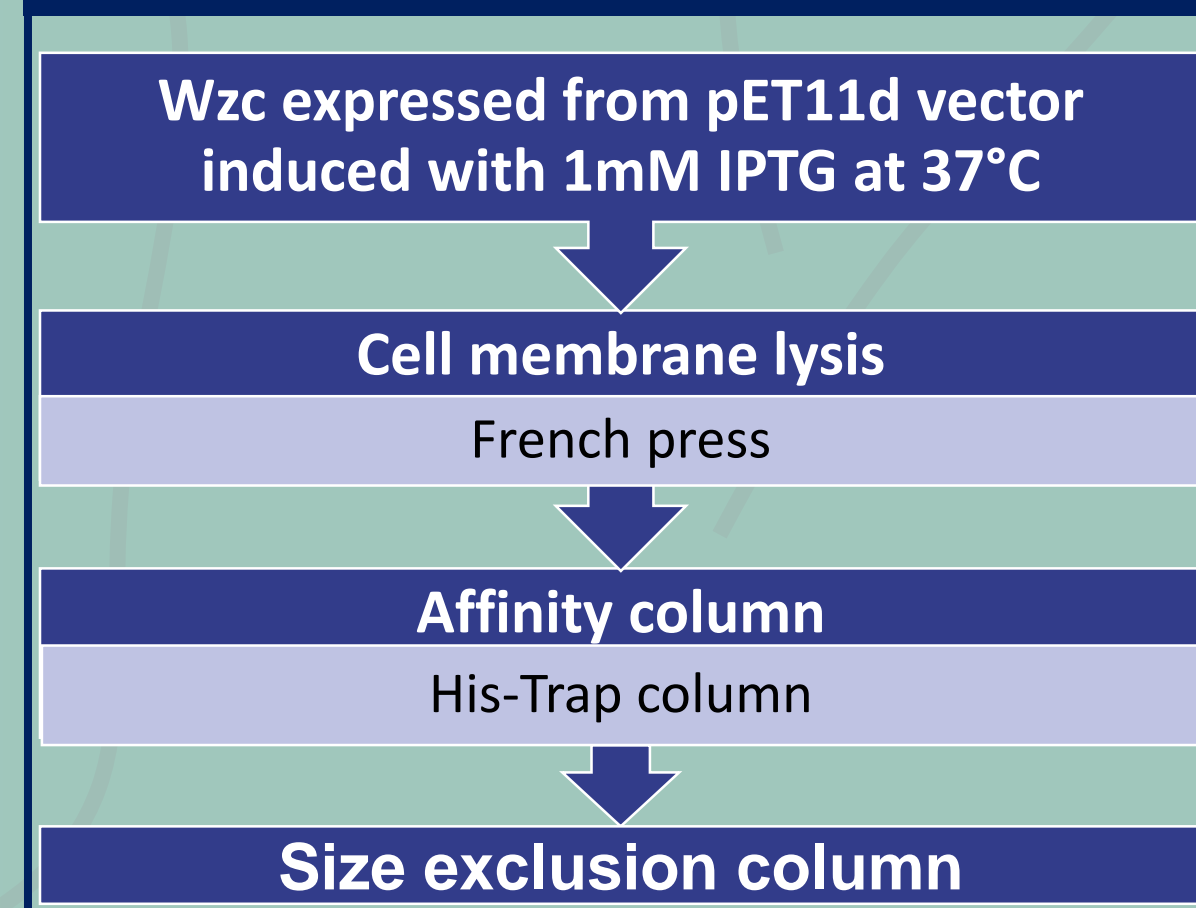 Wzc expressed from pET11d vector
induced with 1mM IPTG at 37°C
Cell membrane lysis
French press
Affinity column
His-Trap column
Size exclusion column